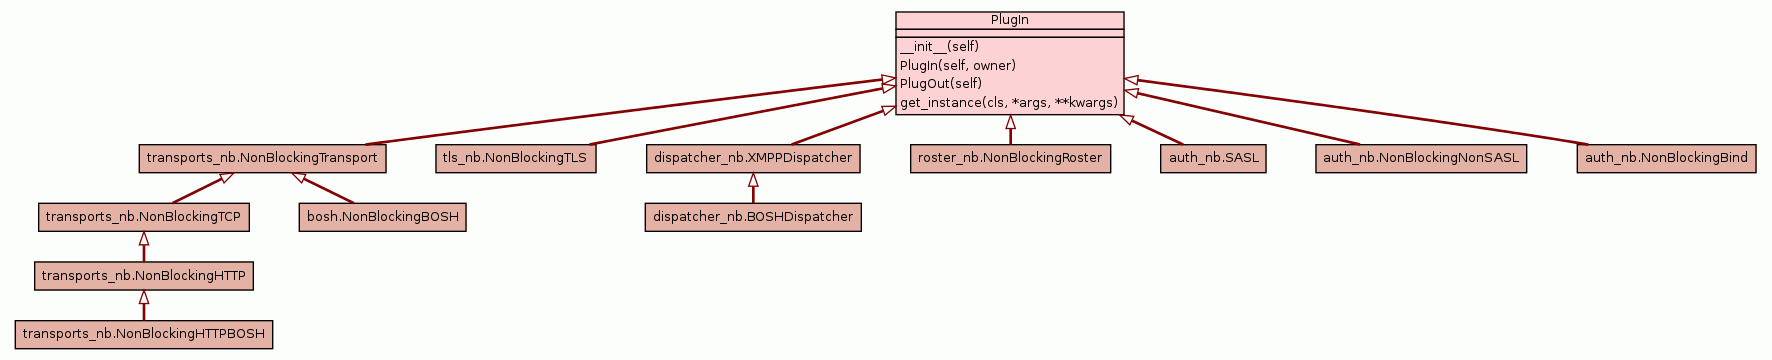 PlugIn
__init__(self)
PlugIn(self, owner)
PlugOut(self)
get_instance(cls, *args, **kwargs)
transports_nb.NonBlockingTransport
tls_nb.NonBlockingTLS
dispatcher_nb.XMPPDispatcher
roster_nb.NonBlockingRoster
auth_nb.SASL
auth_nb.NonBlockingNonSASL
auth_nb.NonBlockingBind
transports_nb.NonBlockingTCP
bosh.NonBlockingBOSH
dispatcher_nb.BOSHDispatcher
transports_nb.NonBlockingHTTP
transports_nb.NonBlockingHTTPBOSH